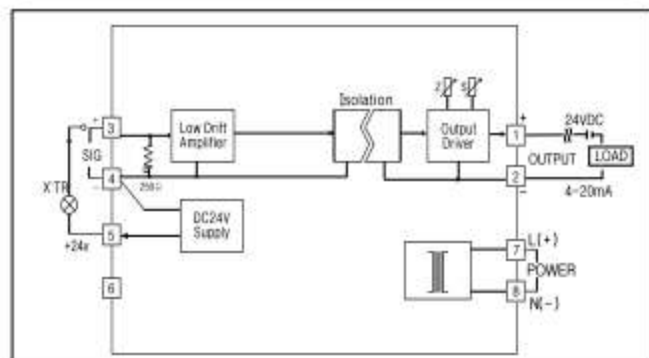 Z S
Isolation
+
24VDC
3
+
Low Drift
Amplifier
Output
Driver
1
SIG
OUTPUT
LOAD
4
-
250Ω
2
-
4-20mA
X'TR
DC24V
Supply
+24v
5
7
L(+)
POWER
6
8
N(-)